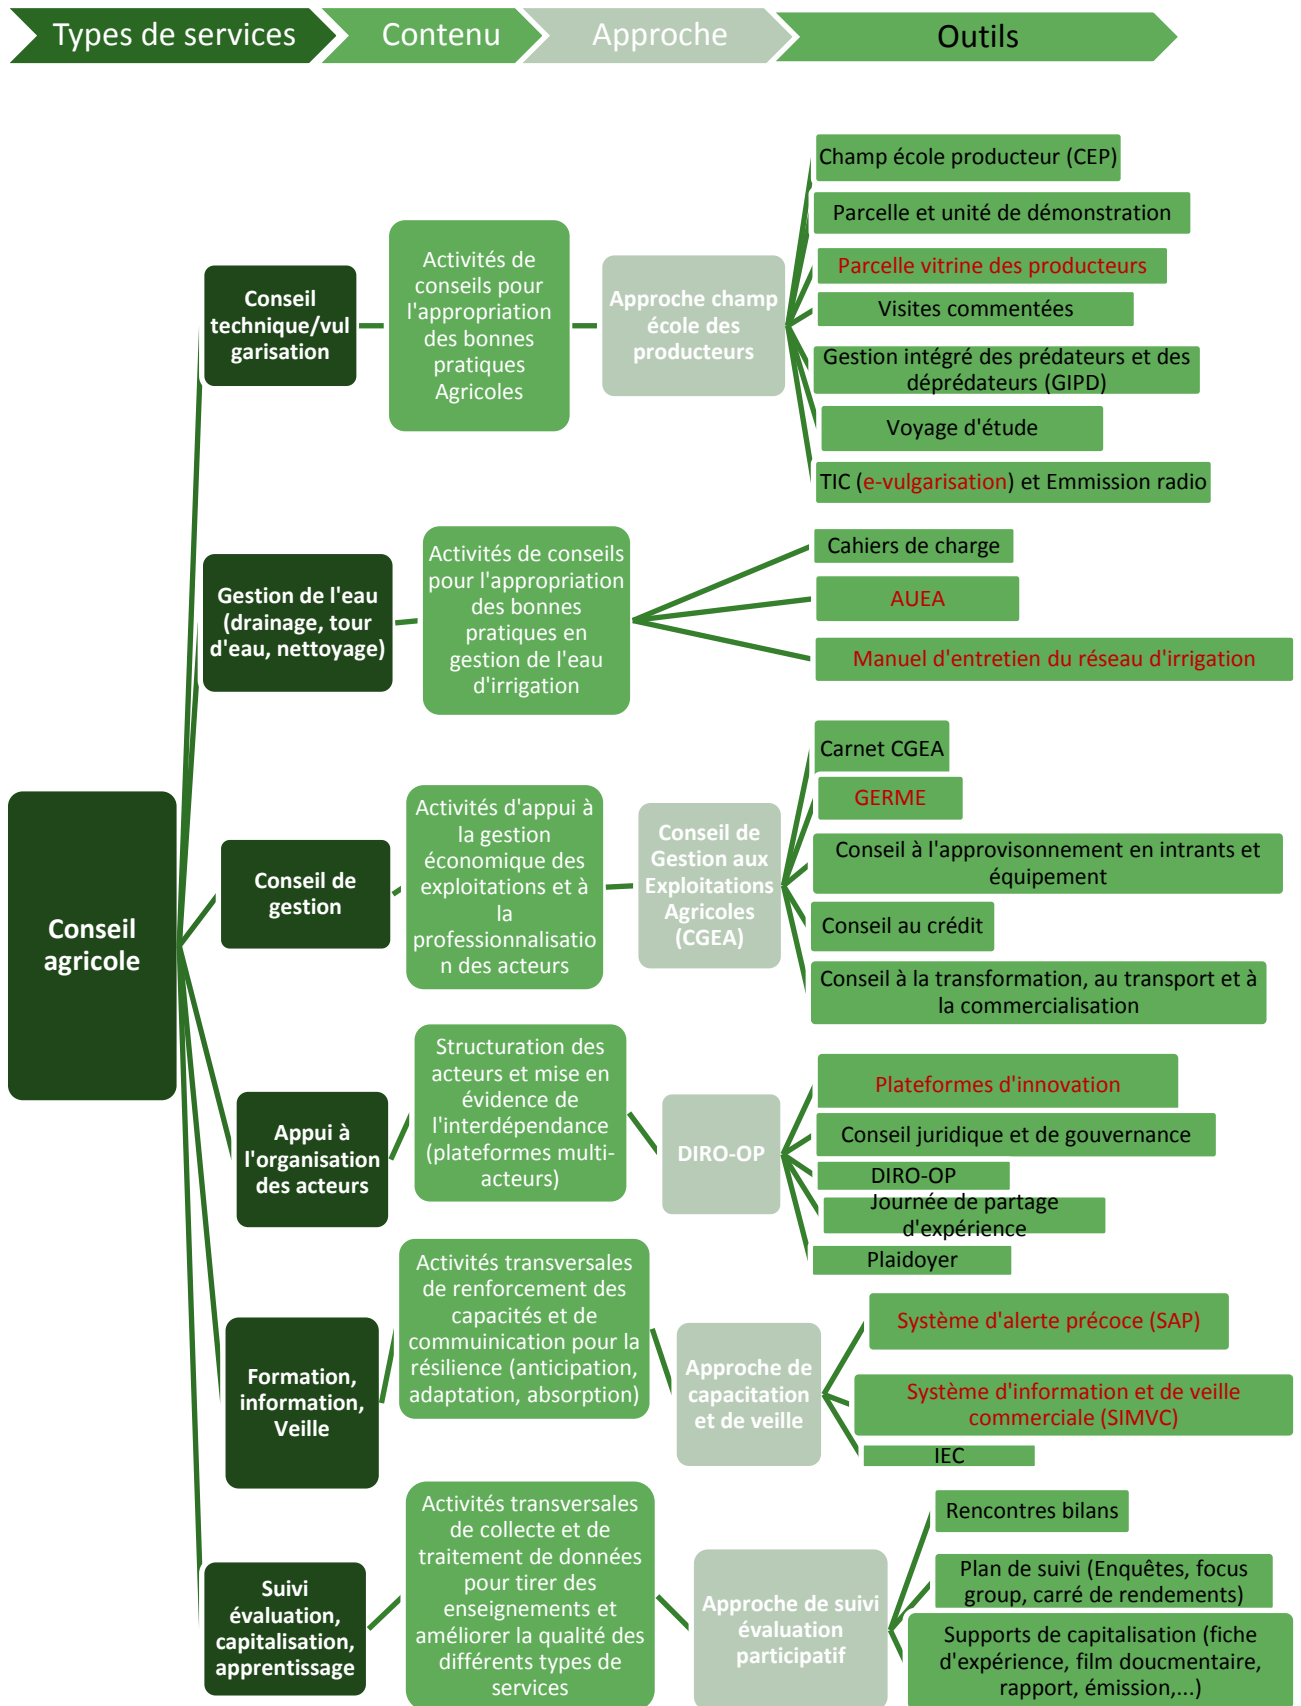 Types de services
Contenu
Approche
Outils
Conseil
agricole
Conseil
technique/vul
garisation
Activités de
conseils pour
l'appropriation
des bonnes
pratiques
Agricoles
Approche champ
école des
producteurs
Champ école producteur (CEP)
Parcelle et unité de démonstration
Parcelle vitrine des producteurs
Visites commentées
Gestion intégré des prédateurs et des
déprédateurs (GIPD)
Voyage d'étude
TIC (e-vulgarisation) et Emmission radio
Gestion de l'eau
(drainage, tour
d'eau, nettoyage)
Activités de conseils
pour l'appropriation
des bonnes
pratiques en
gestion de l'eau
d'irrigation
Cahiers de charge
AUEA
Manuel d'entretien du réseau d'irrigation
Conseil de
gestion
Activités d'appui à
la gestion
économique des
exploitations et à
la
professionnalisatio
n des acteurs
Conseil de
Gestion aux
Exploitations
Agricoles
(CGEA)
Carnet CGEA
GERME
Conseil à l'approvisonnement en intrants et
équipement
Conseil au crédit
Conseil à la transformation, au transport et à
la commercialisation
Appui à
l'organisation
des acteurs
Structuration des
acteurs et mise en
évidence de
l'interdépendance
(plateformes multi-
acteurs)
DIRO-OP
Plateformes d'innovation
Conseil juridique et de gouvernance
DIRO-OP
Journée de partage
d'expérience
Plaidoyer
Formation,
information,
Veille
Activités transversales
de renforcement des
capacités et de
commuinication pour la
résilience (anticipation,
adaptation, absorption)
Approche de
capacitation
et de veille
Système d'alerte précoce (SAP)
Système d'information et de veille
commerciale (SIMVC)
IEC
Suivi
évaluation,
capitalisation,
apprentissage
Activités transversales
de collecte et de
traitement de données
pour tirer des
enseignements et
améliorer la qualité des
différents types de
services
Approche de suivi
évaluation
participatif
Rencontres bilans
Plan de suivi (Enquêtes, focus
group, carré de rendements)
Supports de capitalisation (fiche
d'expérience, film doucmentaire,
rapport, émission,...)